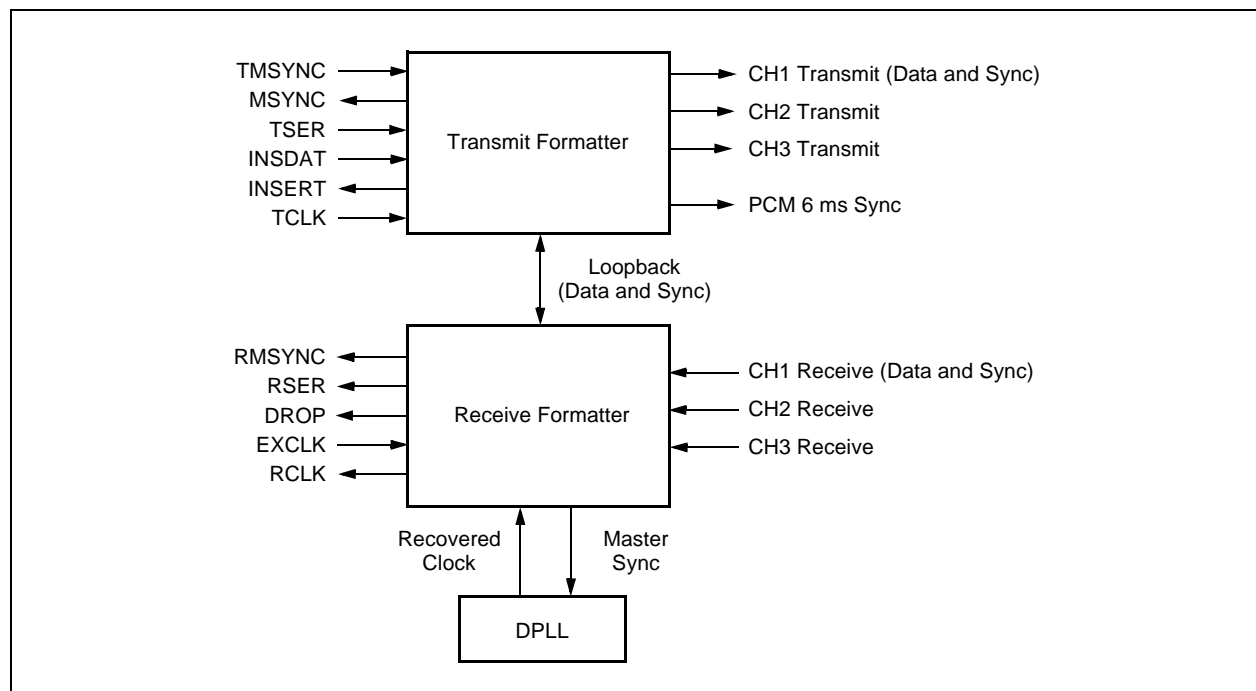 TMSYNC
MSYNC
TSER
INSDAT
INSERT
TCLK
Transmit Formatter
CH1 Transmit (Data and Sync)
CH2 Transmit
CH3 Transmit
PCM 6 ms Sync
Loopback
(Data and Sync)
RMSYNC
RSER
DROP
EXCLK
RCLK
Receive Formatter
CH1 Receive (Data and Sync)
CH2 Receive
CH3 Receive
Recovered
Clock
Master
Sync
DPLL